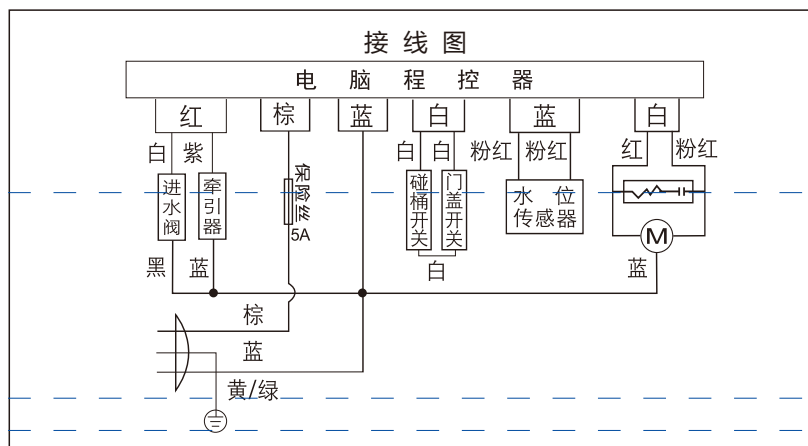 接线图
电脑程控器
红 棕 蓝 白 蓝 白
白 紫 白 白 粉红 粉红 红 粉红
进水阀
牵引器
保险丝
5A
碰桶开关
门盖开关
水位
传感器
M
黑 蓝 白 蓝
棕
蓝
黄/绿